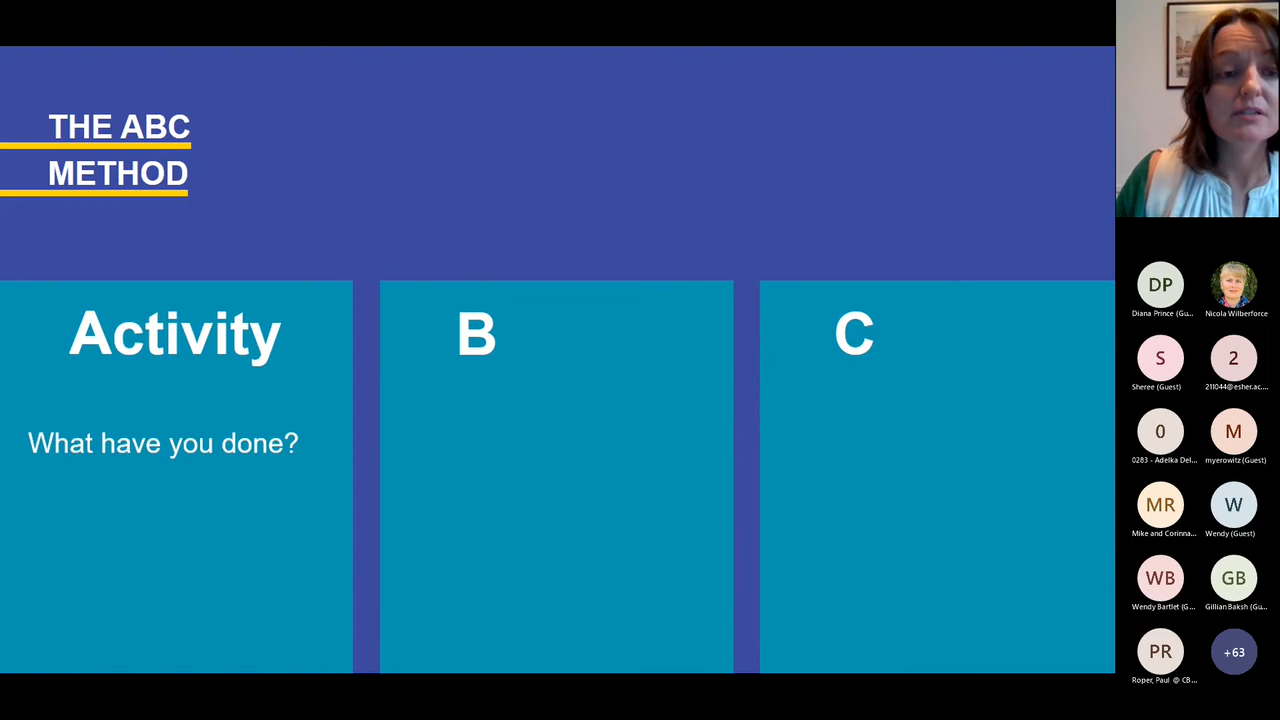 THE ABC
METHOD
Activity
What have you done?
B
C
DP
Diana Prince (Gu...
Nicola Wilberforce
S
Sheree (Guest)
2
211044@esher.ac....
0
0283 - Adelka Del...
M
myerowitz (Guest)
MR
Mike and Corinna...
W
Wendy (Guest)
WB
Wendy Bartlet (G...
GB
Gillian Baksh (Gu...
PR
Roper, Paul @ CB...
+63